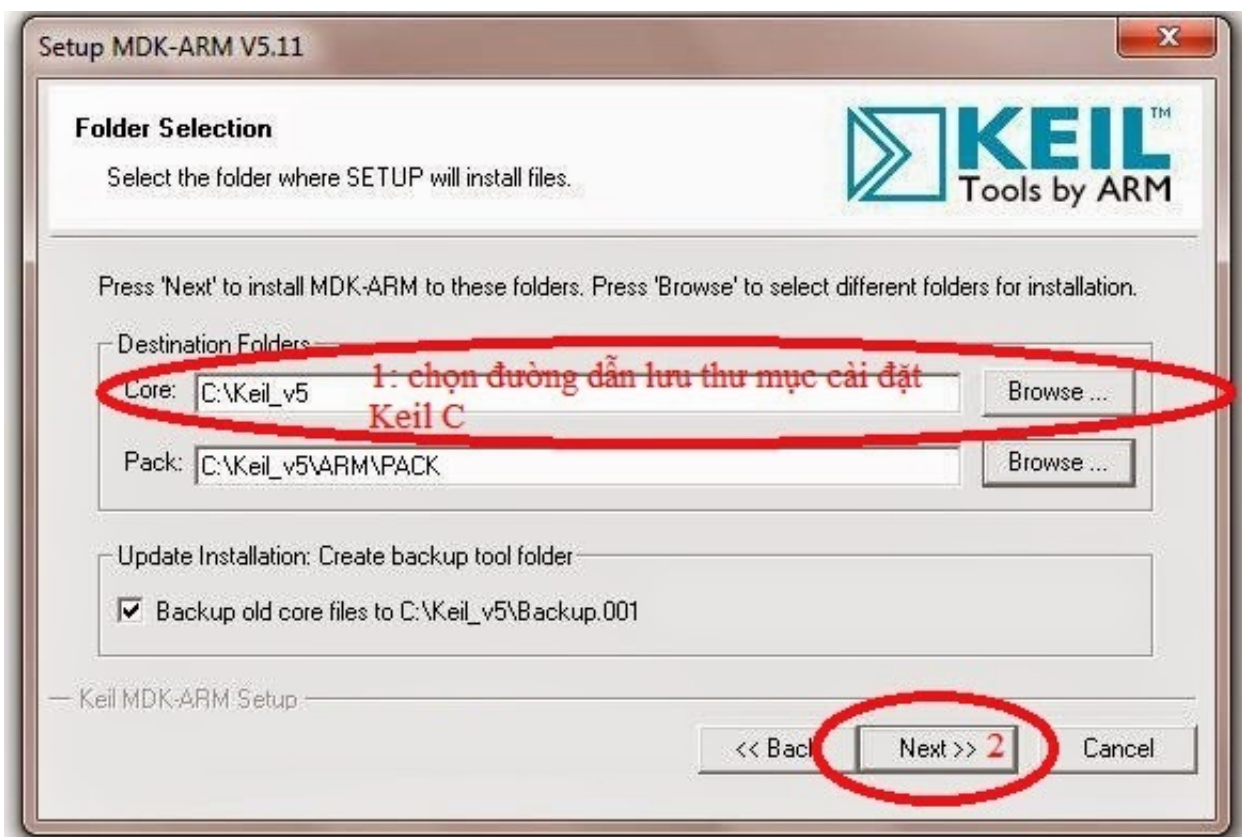 Setup MDK-ARM V5.11
x
Folder Selection
Select the folder where SETUP will install files.
KEIL™
Tools by ARM
Press 'Next' to install MDK-ARM to these folders. Press 'Browse' to select different folders for installation.
Destination Folders
Core: C:\Keil_v5 Browse ...
1: chọn đường dẫn lưu thư mục cài đặt
Keil C
Pack: C:\Keil_v5\ARM\PACK Browse ...
Update Installation: Create backup tool folder
Backup old core files to C:\Keil_v5\Backup.001
Keil MDK-ARM Setup
<< Back Next >> 2 Cancel